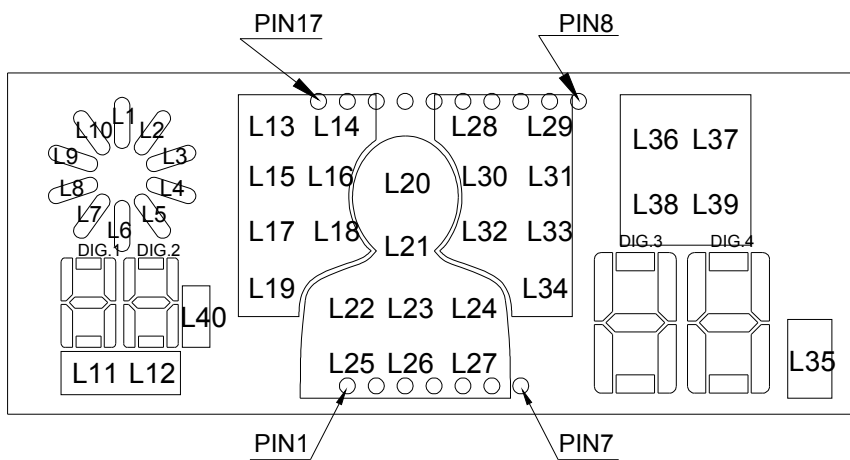 PIN17 PIN8
L1
L10 L2
L9 L3
L8 L4
L7 L5
L6
DIG.1 DIG.2
L40
L11 L12
L13 L14
L15 L16
L17 L18
L19
L20
L21
L22 L23 L24
L25 L26 L27
L28 L29
L30 L31
L32 L33
L34
L36 L37
L38 L39
DIG.3 DIG.4
L35
PIN1 PIN7